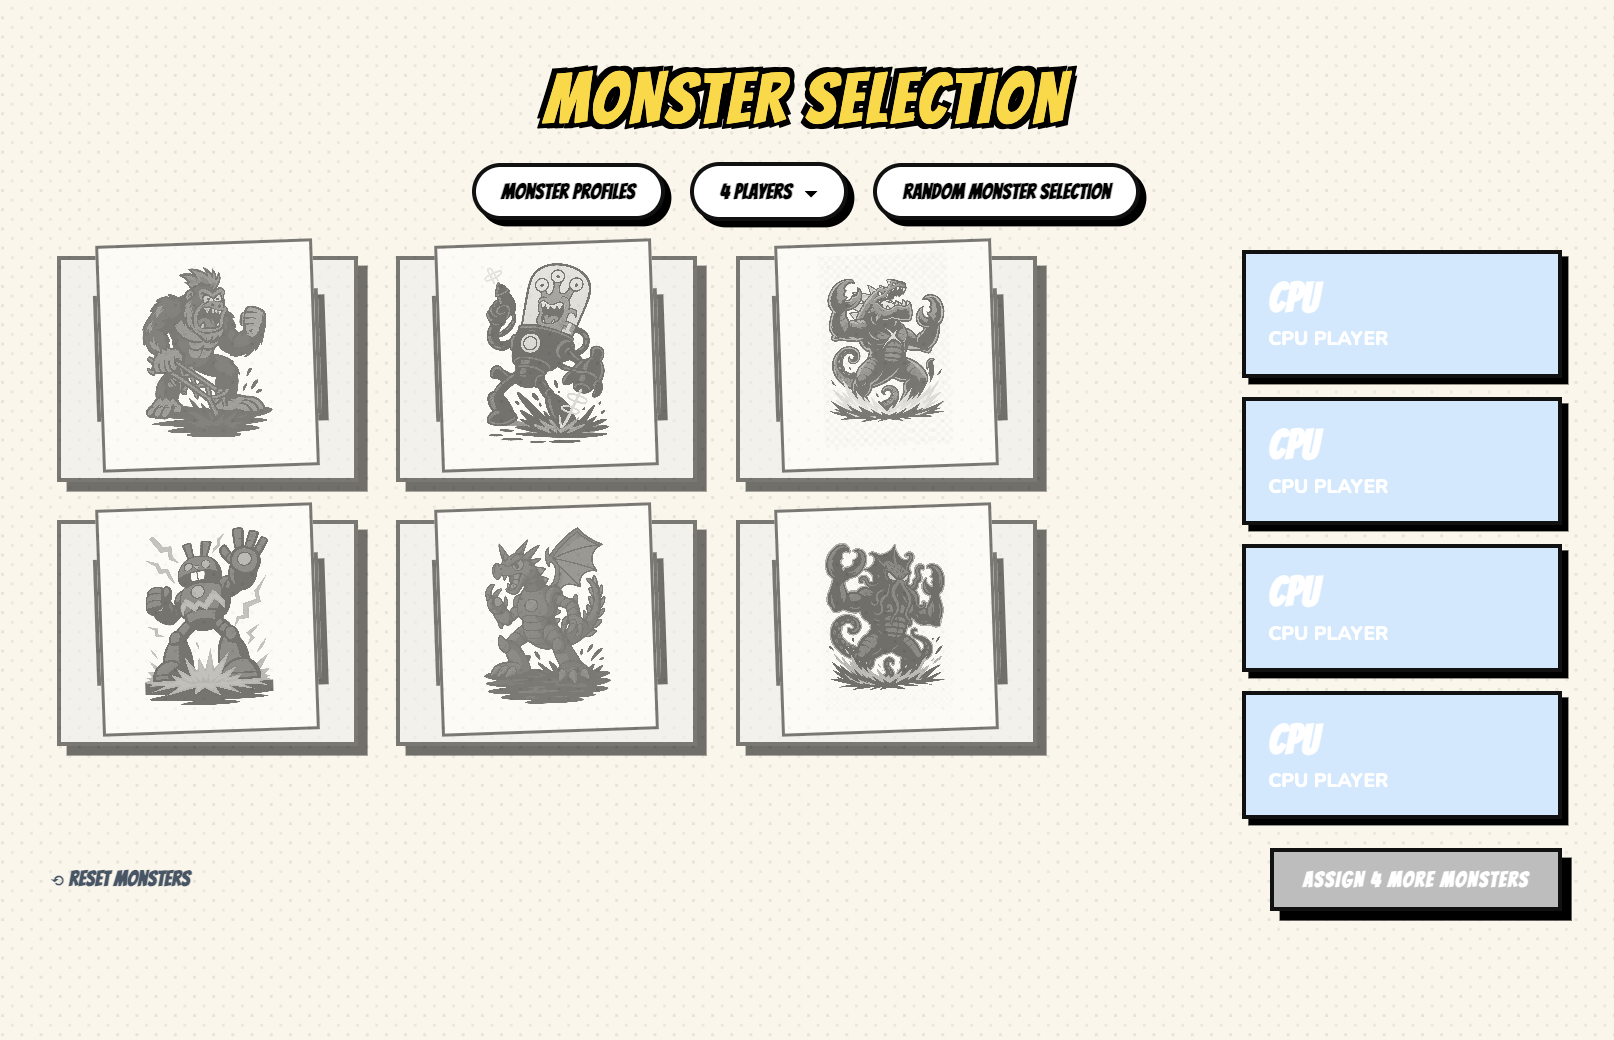 MONSTER SELECTION
MONSTER PROFILES
4 PLAYERS
RANDOM MONSTER SELECTION
CPU
CPU PLAYER
CPU
CPU PLAYER
CPU
CPU PLAYER
CPU
CPU PLAYER
⟲ RESET MONSTERS
ASSIGN 4 MORE MONSTERS